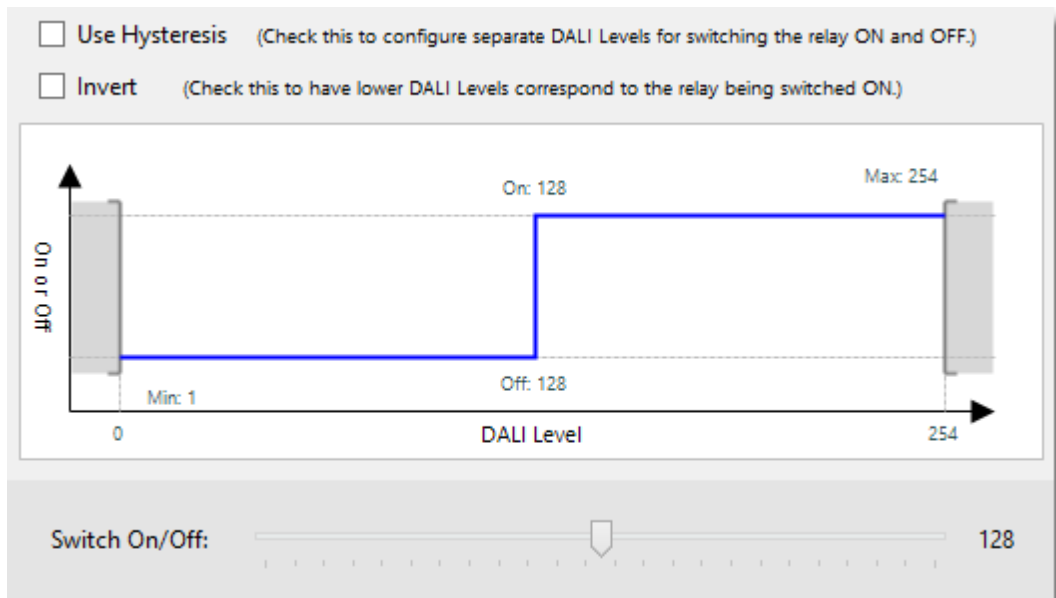 Use Hysteresis (Check this to configure separate DALI Levels for switching the relay ON and OFF.)
Invert (Check this to have lower DALI Levels correspond to the relay being switched ON.)
Max: 254
On: 128
On or Off
Off: 128
Min: 1
0
DALI Level
254
Switch On/Off:
128